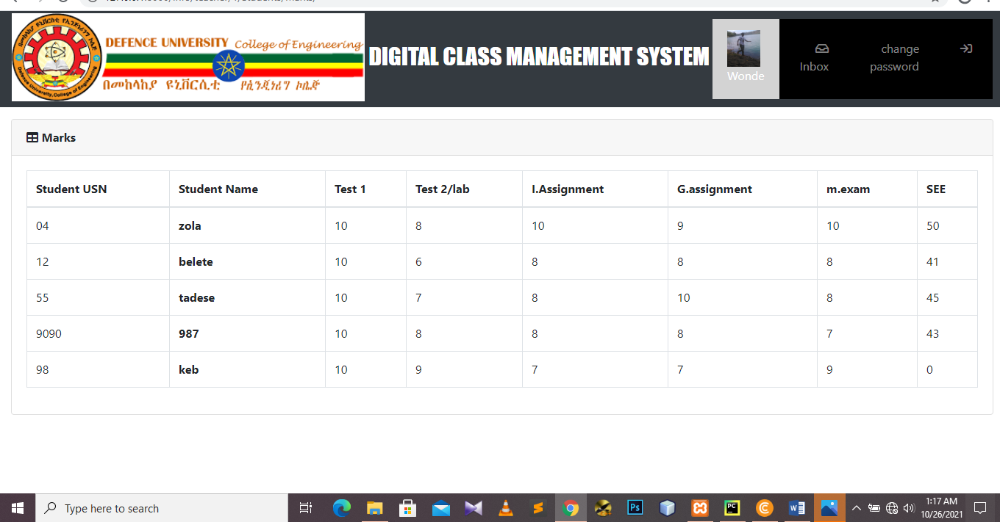 DEFENCE UNIVERSITY College of Engineering
በመከላከያ ዩኒቨርሲቲ የኢንጂነሪንግ ኮሌጅ
DIGITAL CLASS MANAGEMENT SYSTEM
Wonde
Inbox
change
password
Marks
Student USN Student Name Test 1 Test 2/lab I.Assignment G.assignment m.exam SEE
04 zola 10 8 10 9 10 50
12 belete 10 6 8 8 8 41
55 tadese 10 7 8 10 8 45
9090 987 10 8 8 8 7 43
98 keb 10 9 7 7 9 0
Type here to search
1:17 AM
10/26/2021